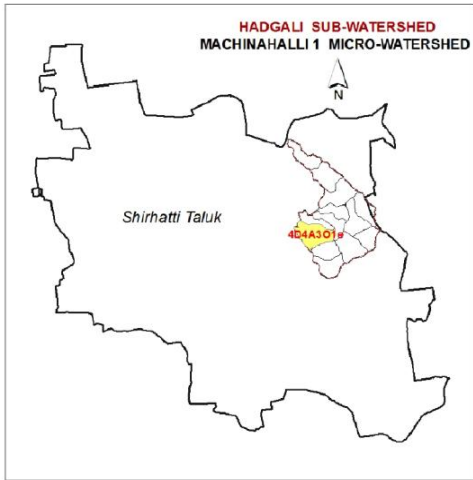 HADGALI SUB-WATERSHED
MACHINAHALLI 1 MICRO-WATERSHED
N
Shirhatti Taluk
4D4A3O1e